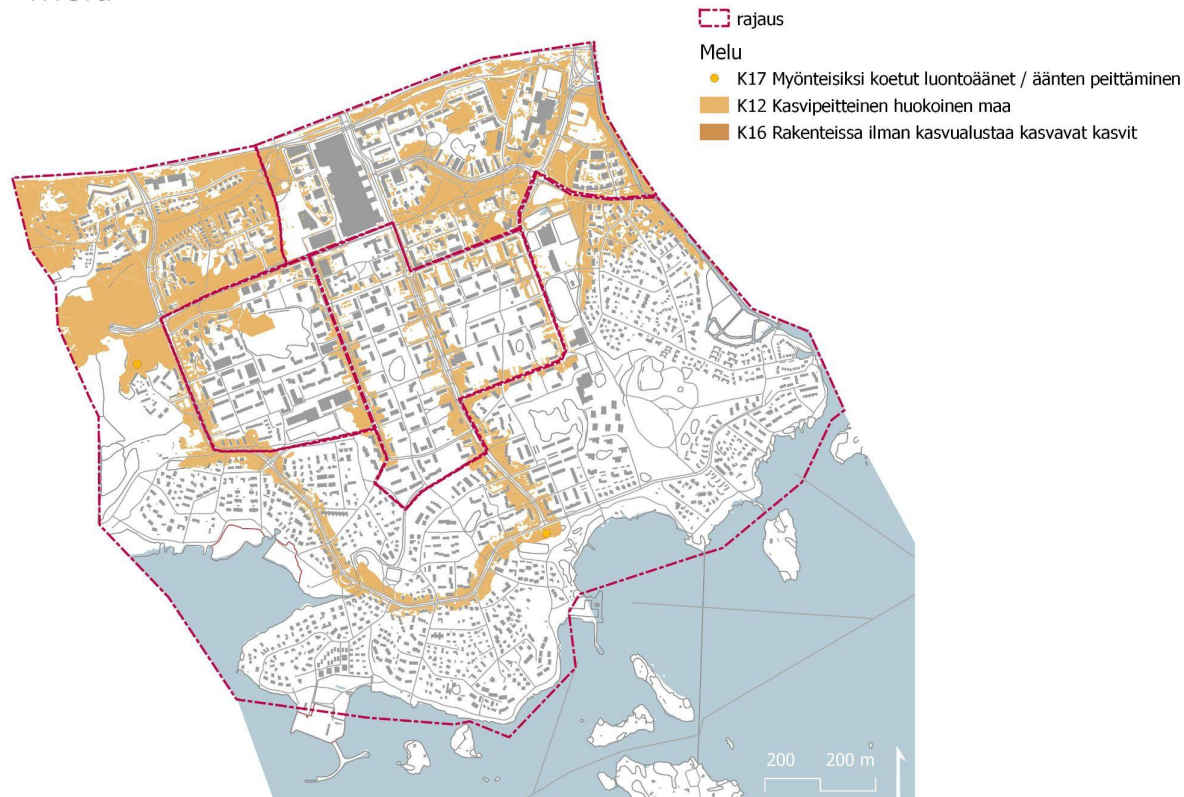 rajaus
Melu
K17 Myönteisiksi koetut luontoäänet / äänten peittäminen
K12 Kasvipeitteinen huokoinen maa
K16 Rakenteissa ilman kasvualustaa kasvavat kasvit
200 200 m